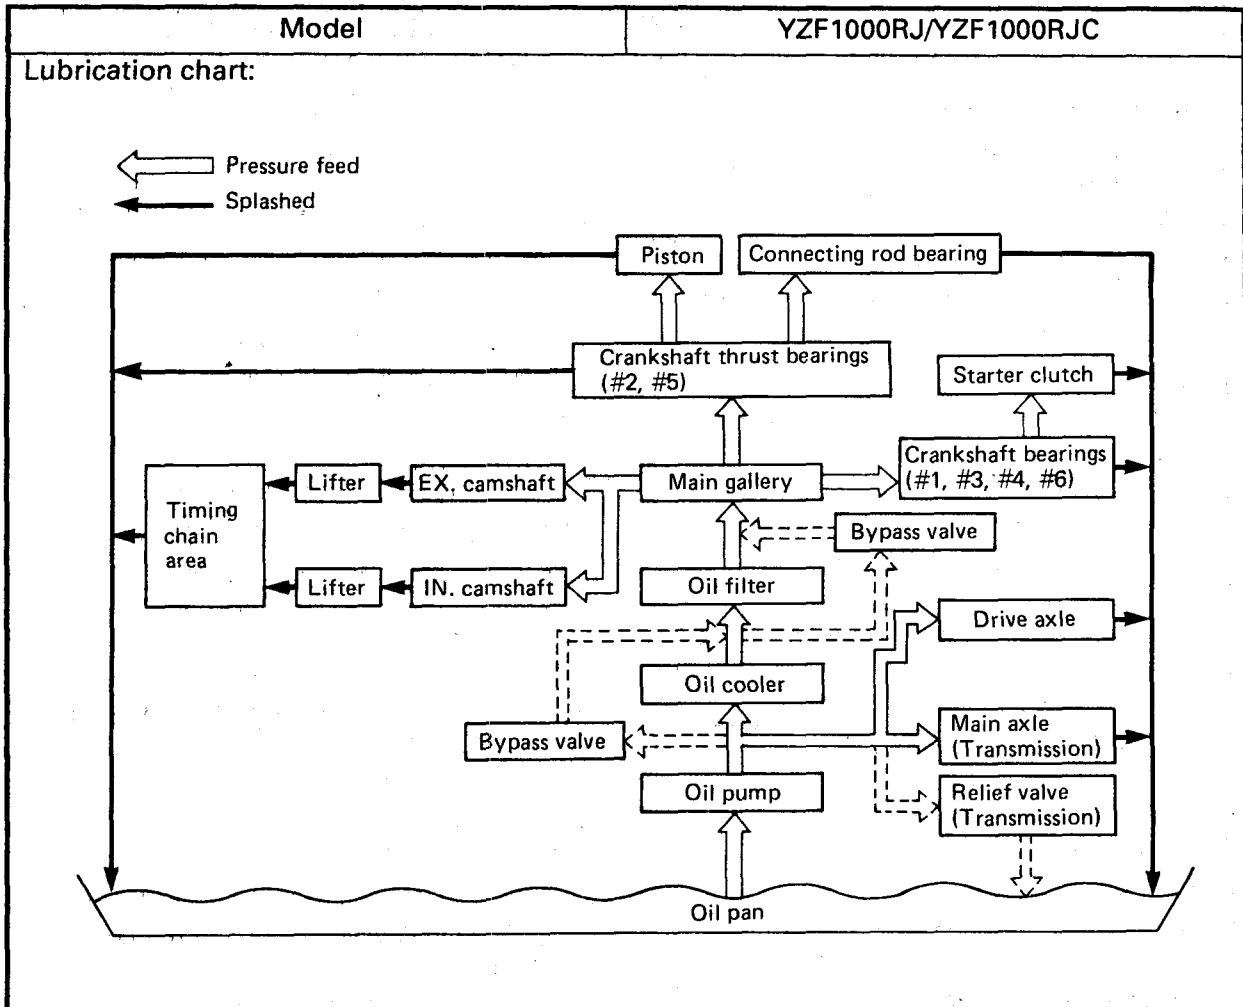 Model
YZF1000RJ/YZF1000RJC
Lubrication chart:
Pressure feed
Splashed
Piston
Connecting rod bearing
Crankshaft thrust bearings
(#2, #5)
Starter clutch
Crankshaft bearings
(#1, #3, #4, #6)
Lifter
EX. camshaft
Main gallery
Timing
chain
area
Bypass valve
Lifter
IN. camshaft
Oil filter
Drive axle
Oil cooler
Bypass valve
Main axle
(Transmission)
Oil pump
Relief valve
(Transmission)
Oil pan